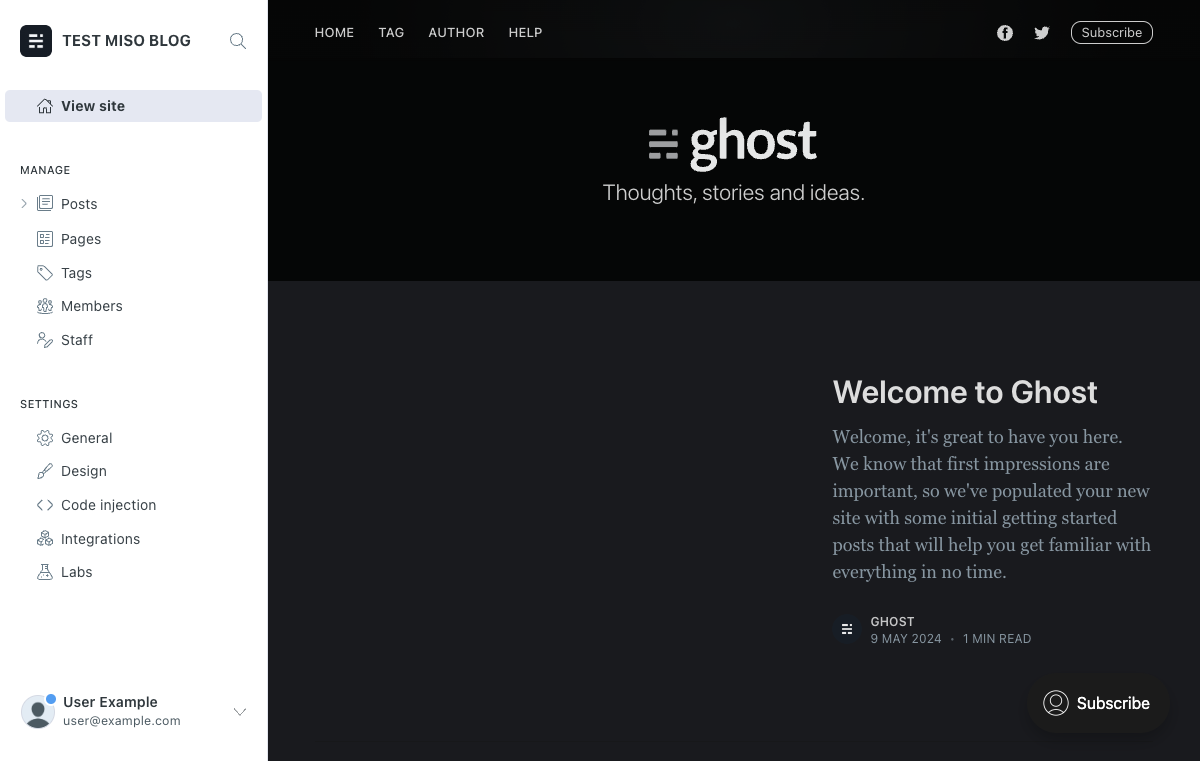 TEST MISO BLOG
View site
MANAGE
Posts
Pages
Tags
Members
Staff
SETTINGS
General
Design
Code injection
Integrations
Labs
User Example
user@example.com
HOME TAG AUTHOR HELP
Subscribe
ghost
Thoughts, stories and ideas.
Welcome to Ghost
Welcome, it's great to have you here.
We know that first impressions are
important, so we've populated your new
site with some initial getting started
posts that will help you get familiar with
everything in no time.
GHOST
9 MAY 2024 • 1 MIN READ
Subscribe